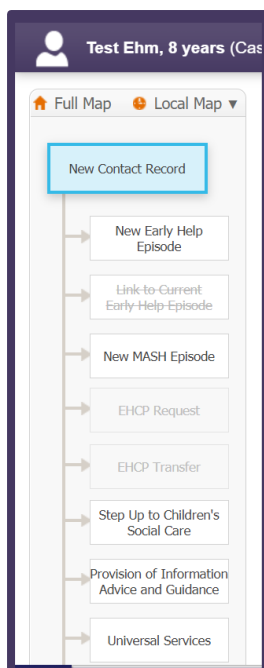 Test Ehm, 8 years (Cas
Full Map Local Map ▼
New Contact Record
New Early Help
Episode
Link to Current
Early Help Episode
New MASH Episode
EHCP Request
EHCP Transfer
Step Up to Children's
Social Care
Provision of Information
Advice and Guidance
Universal Services